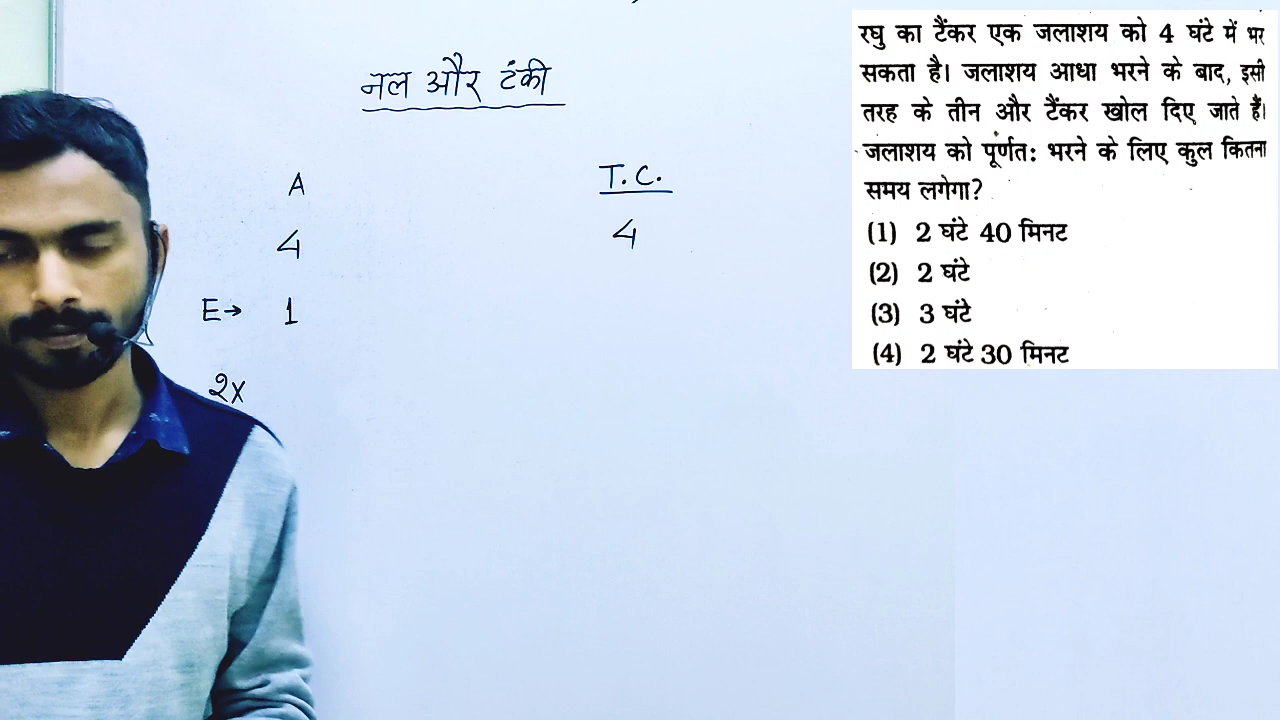 नल और टंकी
A
T.C.
4
4
E→ 1
2x
रघु का टैंकर एक जलाशय को 4 घंटे में भर
सकता है। जलाशय आधा भरने के बाद, इसी
तरह के तीन और टैंकर खोल दिए जाते हैं।
जलाशय को पूर्णत: भरने के लिए कुल कितना
समय लगेगा?
(1) 2 घंटे 40 मिनट
(2) 2 घंटे
(3) 3 घंटे
(4) 2 घंटे 30 मिनट